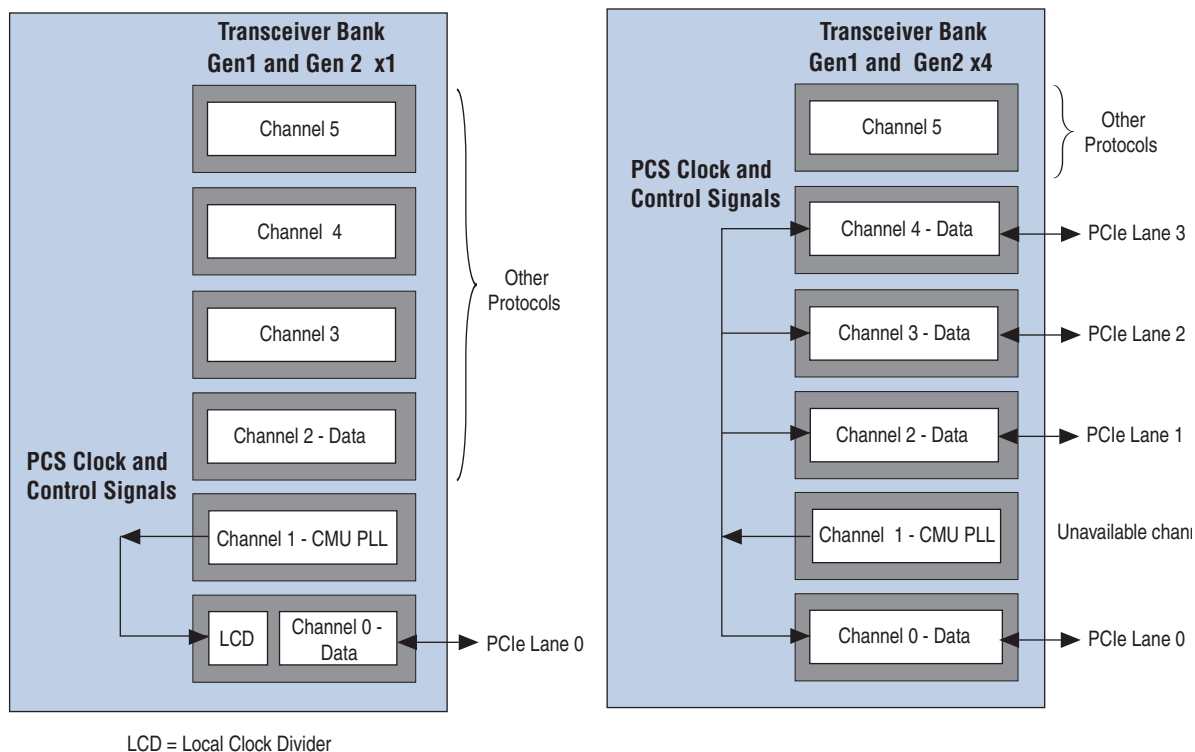 Transceiver Bank
Gen1 and Gen 2 x1
Channel 5
Channel 4
Channel 3
Channel 2 - Data
Other
Protocols
PCS Clock and
Control Signals
Channel 1 - CMU PLL
LCD
Channel 0 -
Data
PCIe Lane 0
LCD = Local Clock Divider
Transceiver Bank
Gen1 and Gen2 x4
Channel 5
Other
Protocols
PCS Clock and
Control Signals
Channel 4 - Data
PCIe Lane 3
Channel 3 - Data
PCIe Lane 2
Channel 2 - Data
PCIe Lane 1
Channel 1 - CMU PLL
Unavailable
Channel 0 - Data
PCIe Lane 0